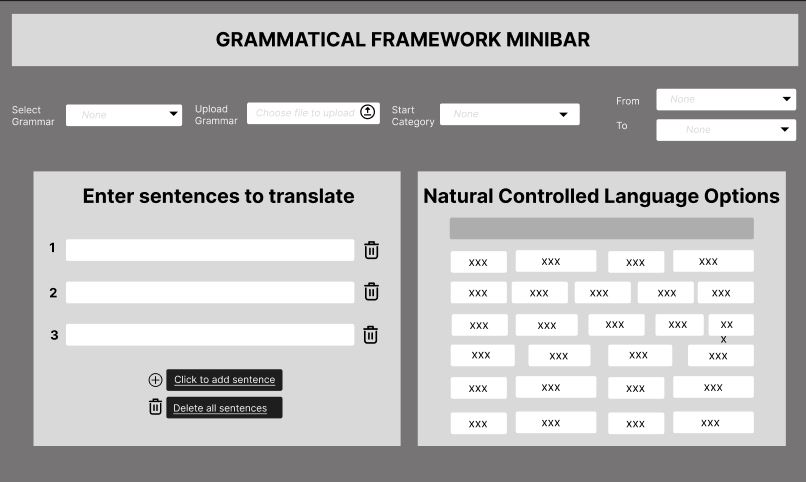 GRAMMATICAL FRAMEWORK MINIBAR
Select
Grammar
None
Upload
Grammar
Choose file to upload
Start
Category
None
From
None
To
None
Enter sentences to translate
1
2
3
Click to add sentence
Delete all sentences
Natural Controlled Language Options
xxx xxx xxx xxx
xxx xxx xxx xxx xxx
xxx xxx xxx xxx xx
x
xxx xxx xxx xxx
xxx xxx xxx xxx
xxx xxx xxx xxx